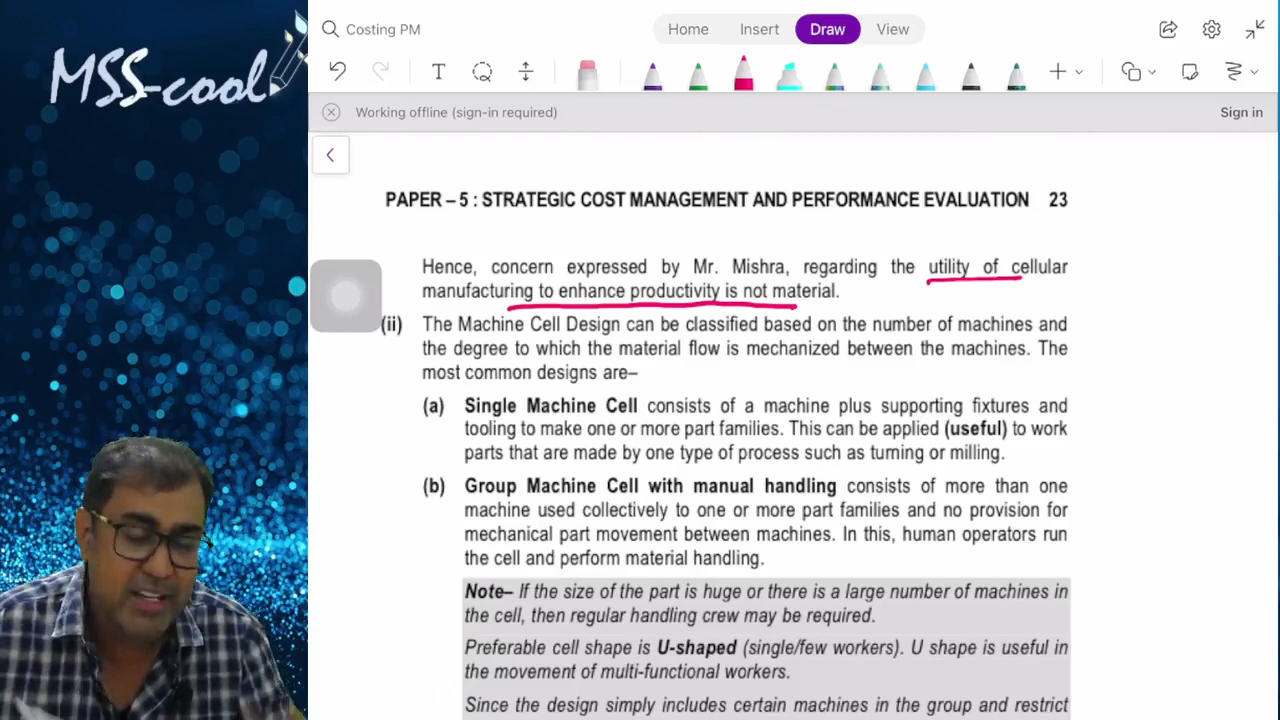 MSS-cool
Costing PM
Home Insert Draw View
Working offline (sign-in required)
Sign in
PAPER – 5 : STRATEGIC COST MANAGEMENT AND PERFORMANCE EVALUATION 23
Hence, concern expressed by Mr. Mishra, regarding the utility of cellular
manufacturing to enhance productivity is not material.
(ii) The Machine Cell Design can be classified based on the number of machines and
the degree to which the material flow is mechanized between the machines. The
most common designs are–
(a) Single Machine Cell consists of a machine plus supporting fixtures and
tooling to make one or more part families. This can be applied (useful) to work
parts that are made by one type of process such as turning or milling.
(b) Group Machine Cell with manual handling consists of more than one
machine used collectively to one or more part families and no provision for
mechanical part movement between machines. In this, human operators run
the cell and perform material handling.
Note– If the size of the part is huge or there is a large number of machines in
the cell, then regular handling crew may be required.
Preferable cell shape is U-shaped (single/few workers). U shape is useful in
the movement of multi-functional workers.
Since the design simply includes certain machines in the group and restrict